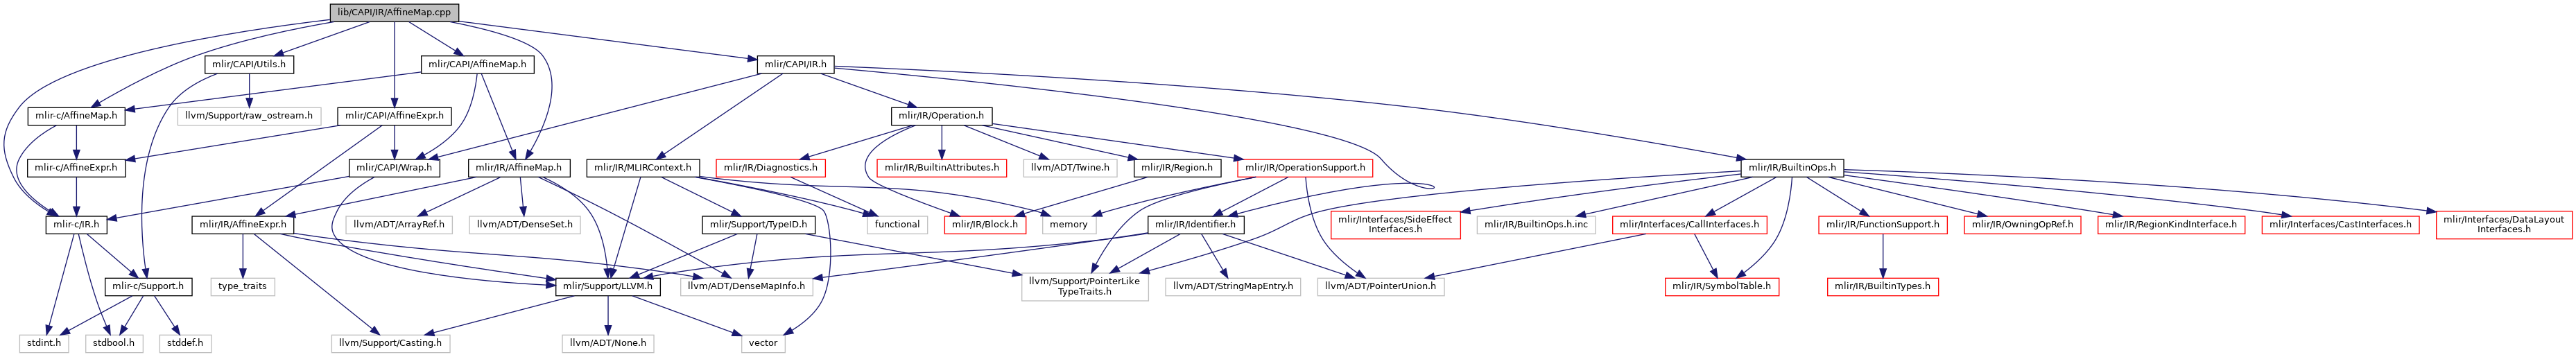 lib/CAPI/IR/AffineMap.cpp
mlir/CAPI/Utils.h
mlir/CAPI/AffineMap.h
mlir/CAPI/IR.h
mlir-c/AffineMap.h
llvm/Support/raw_ostream.h
mlir/CAPI/AffineExpr.h
mlir/IR/Operation.h
mlir-c/AffineExpr.h
mlir/CAPI/Wrap.h
mlir/IR/AffineMap.h
mlir/IR/MLIRContext.h
mlir/IR/Diagnostics.h
mlir/IR/BuiltinAttributes.h
llvm/ADT/Twine.h
mlir/IR/Region.h
mlir/IR/OperationSupport.h
mlir/IR/BuiltinOps.h
mlir-c/IR.h
mlir/IR/AffineExpr.h
llvm/ADT/ArrayRef.h
llvm/ADT/DenseSet.h
mlir/Support/TypeID.h
functional
mlir/IR/Block.h
memory
mlir/IR/Identifier.h
mlir/Interfaces/SideEffect
Interfaces.h
mlir/IR/BuiltinOps.h.inc
mlir/Interfaces/CallInterfaces.h
mlir/IR/FunctionSupport.h
mlir/IR/OwningOpRef.h
mlir/IR/RegionKindInterface.h
mlir/Interfaces/CastInterfaces.h
mlir/Interfaces/DataLayout
Interfaces.h
mlir-c/Support.h
type_traits
mlir/Support/LLVM.h
llvm/ADT/DenseMapInfo.h
llvm/Support/PointerLike
TypeTraits.h
llvm/ADT/StringMapEntry.h
llvm/ADT/PointerUnion.h
mlir/IR/SymbolTable.h
mlir/IR/BuiltinTypes.h
stdint.h
stdbool.h
stddef.h
llvm/Support/Casting.h
llvm/ADT/None.h
vector